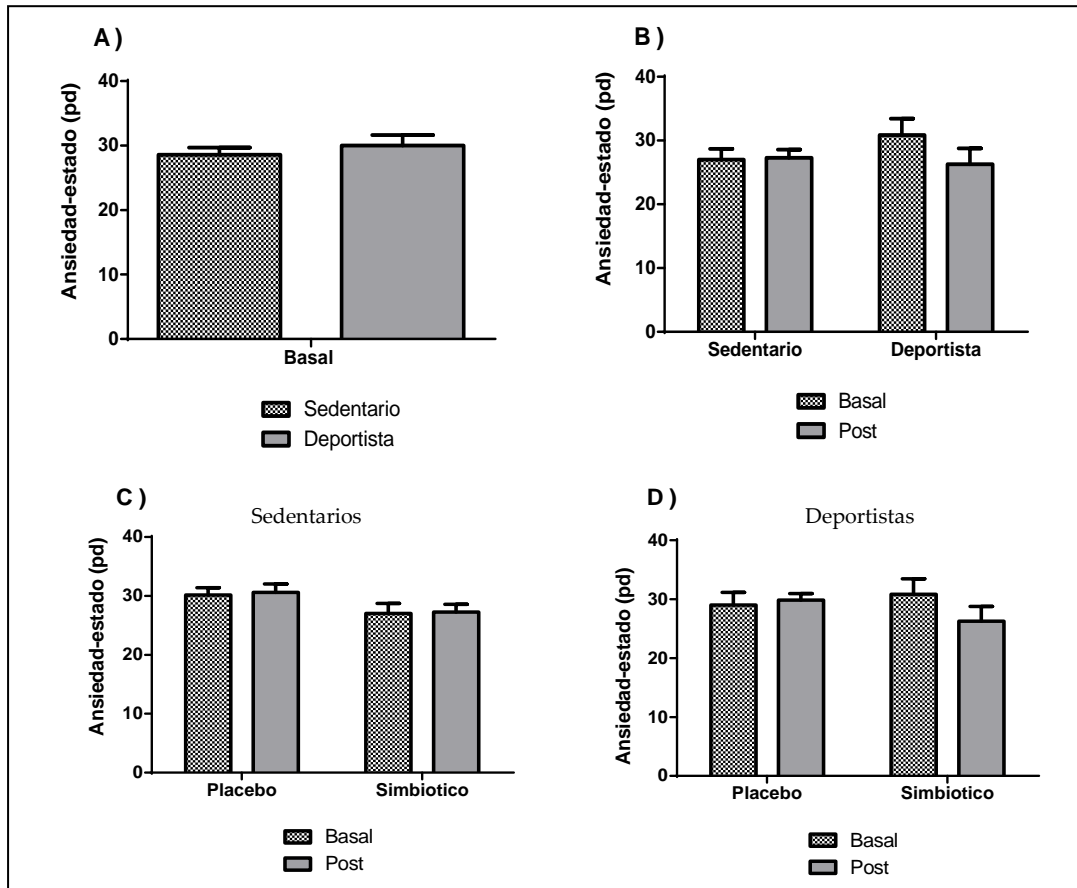 A)
Ansiedad-estado (pd)
40
30
20
10
0
Basal
Sedentario
Deportista
B)
Ansiedad-estado (pd)
40
30
20
10
0
Sedentario Deportista
Basal
Post
C)
Sedentarios
Ansiedad-estado (pd)
40
30
20
10
0
Placebo Simbiotico
Basal
Post
D)
Deportistas
Ansiedad-estado (pd)
40
30
20
10
0
Placebo Simbiotico
Basal
Post